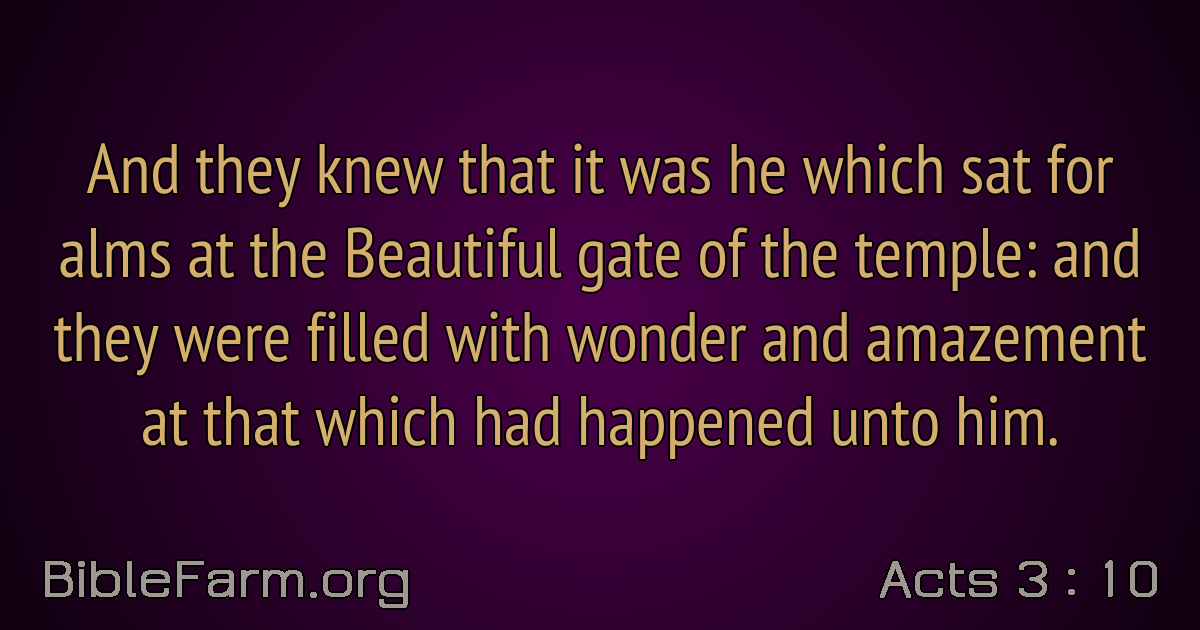 And they knew that it was he which sat for
alms at the Beautiful gate of the temple: and
they were filled with wonder and amazement
at that which had happened unto him.
BibleFarm.org
Acts 3 : 10